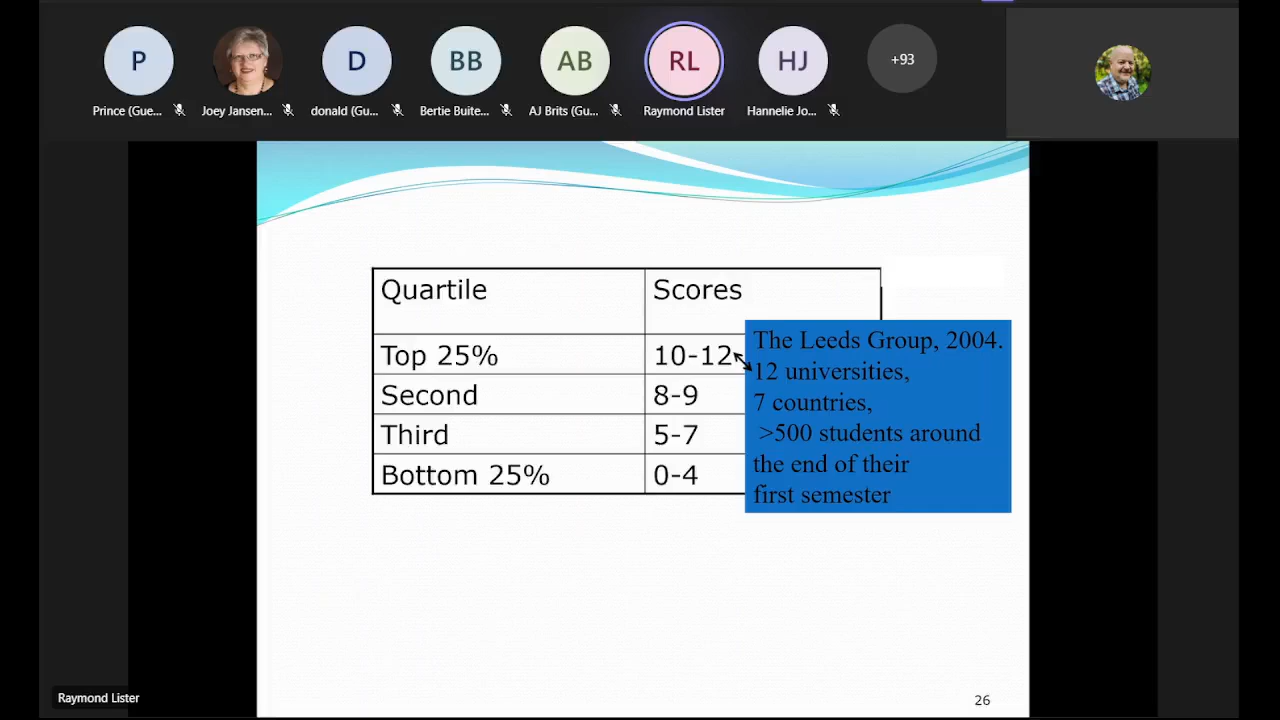 P
D
BB
AB
RL
HJ
+93
Prince (Gue...
Joey Jansen...
donald (Gu...
Bertie Buite...
AJ Brits (Gu...
Raymond Lister
Hannelie Jo...
Quartile Scores
Top 25% 10-12
Second 8-9
Third 5-7
Bottom 25% 0-4
The Leeds Group, 2004.
12 universities,
7 countries,
>500 students around
the end of their
first semester
Raymond Lister
26